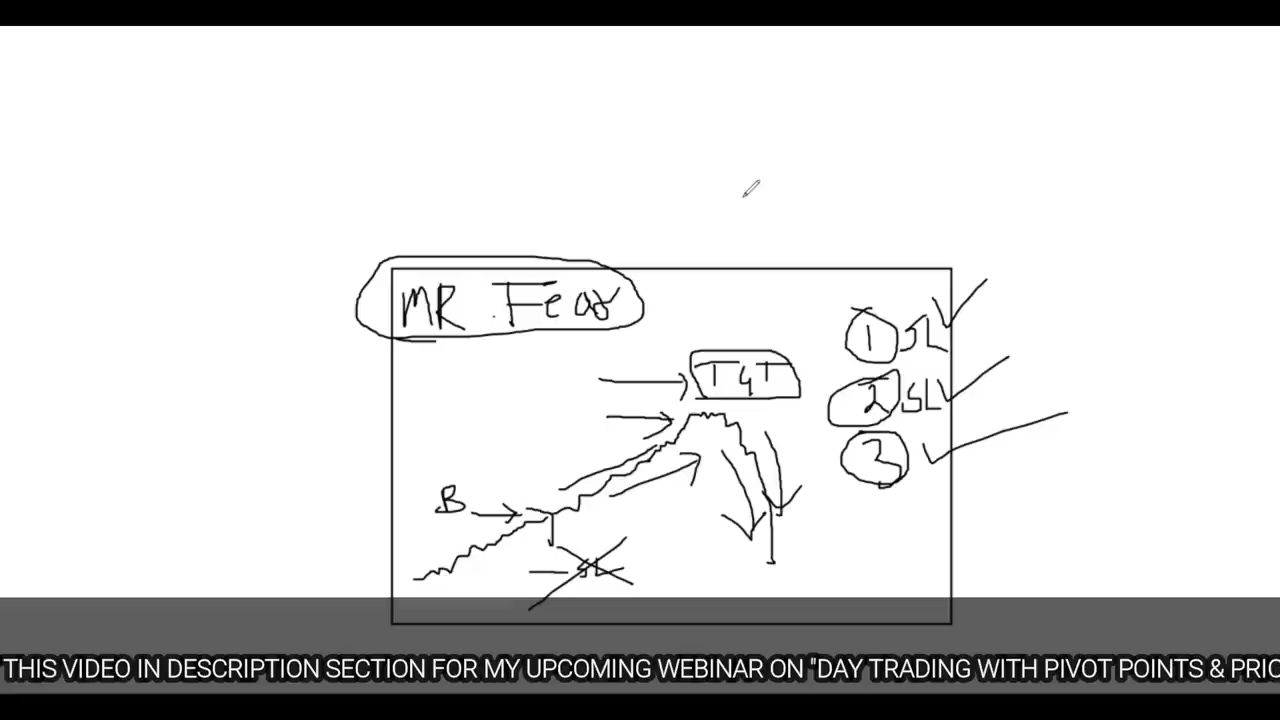 MR. Fear
1 SL
TGT
2 SL
3
B
SL
THIS VIDEO IN DESCRIPTION SECTION FOR MY UPCOMING WEBINAR ON "DAY TRADING WITH PIVOT POINTS & PRIC